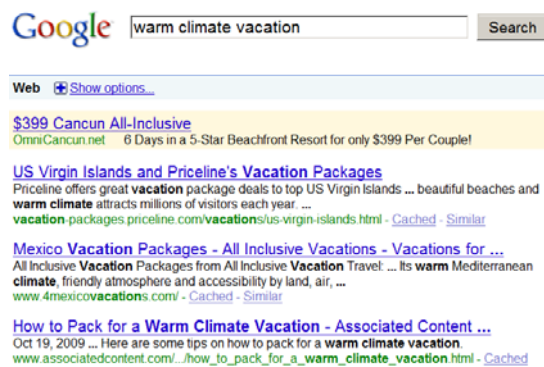 Google warm climate vacation Search
Web Show options...
$399 Cancun All-Inclusive
OmniCancun.net 6 Days in a 5-Star Beachfront Resort for only $399 Per Couple!
US Virgin Islands and Priceline's Vacation Packages
Priceline offers great vacation package deals to top US Virgin Islands ... beautiful beaches and
warm climate attracts millions of visitors each year. ...
vacation-packages.priceline.com/vacations/us-virgin-islands.html - Cached - Similar
Mexico Vacation Packages - All Inclusive Vacations - Vacations for ...
All Inclusive Vacation Packages from All Inclusive Vacation Travel: ... Its warm Mediterranean
climate, friendly atmosphere and accessibility by land, air, ...
www.4mexicovacations.com/ - Cached - Similar
How to Pack for a Warm Climate Vacation - Associated Content ...
Oct 19, 2009 ... Here are some tips on how to pack for a warm climate vacation.
www.associatedcontent.com/.../how_to_pack_for_a_warm_climate_vacation.html - Cached